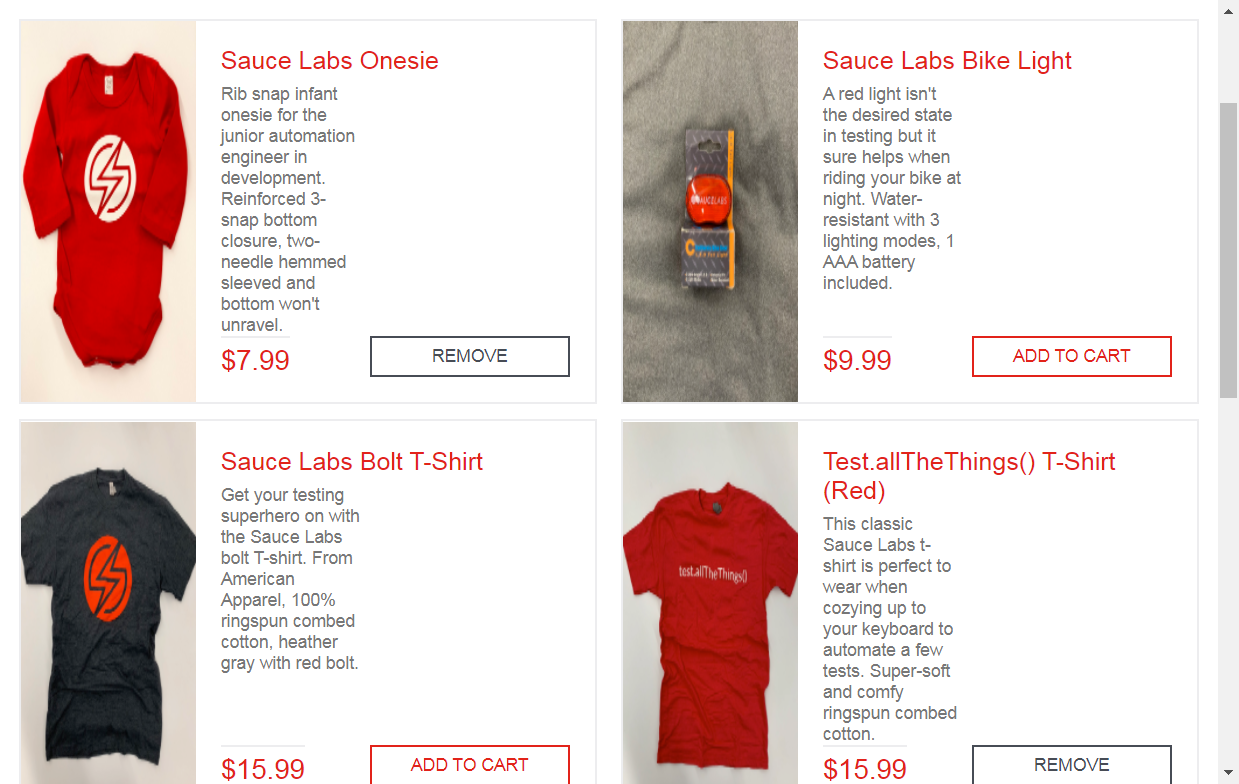 Sauce Labs Onesie
Rib snap infant
onesie for the
junior automation
engineer in
development.
Reinforced 3-
snap bottom
closure, two-
needle hemmed
sleeved and
bottom won't
unravel.
$7.99
REMOVE
SAUCELABS
Sauce Labs Bike Light
A red light isn't
the desired state
in testing but it
sure helps when
riding your bike at
night. Water-
resistant with 3
lighting modes, 1
AAA battery
included.
$9.99
ADD TO CART
Sauce Labs Bolt T-Shirt
Get your testing
superhero on with
the Sauce Labs
bolt T-shirt. From
American
Apparel, 100%
ringspun combed
cotton, heather
gray with red bolt.
$15.99
ADD TO CART
test.allTheThings()
Test.allTheThings() T-Shirt
(Red)
This classic
Sauce Labs t-
shirt is perfect to
wear when
cozying up to
your keyboard to
automate a few
tests. Super-soft
and comfy
ringspun combed
cotton.
$15.99
REMOVE